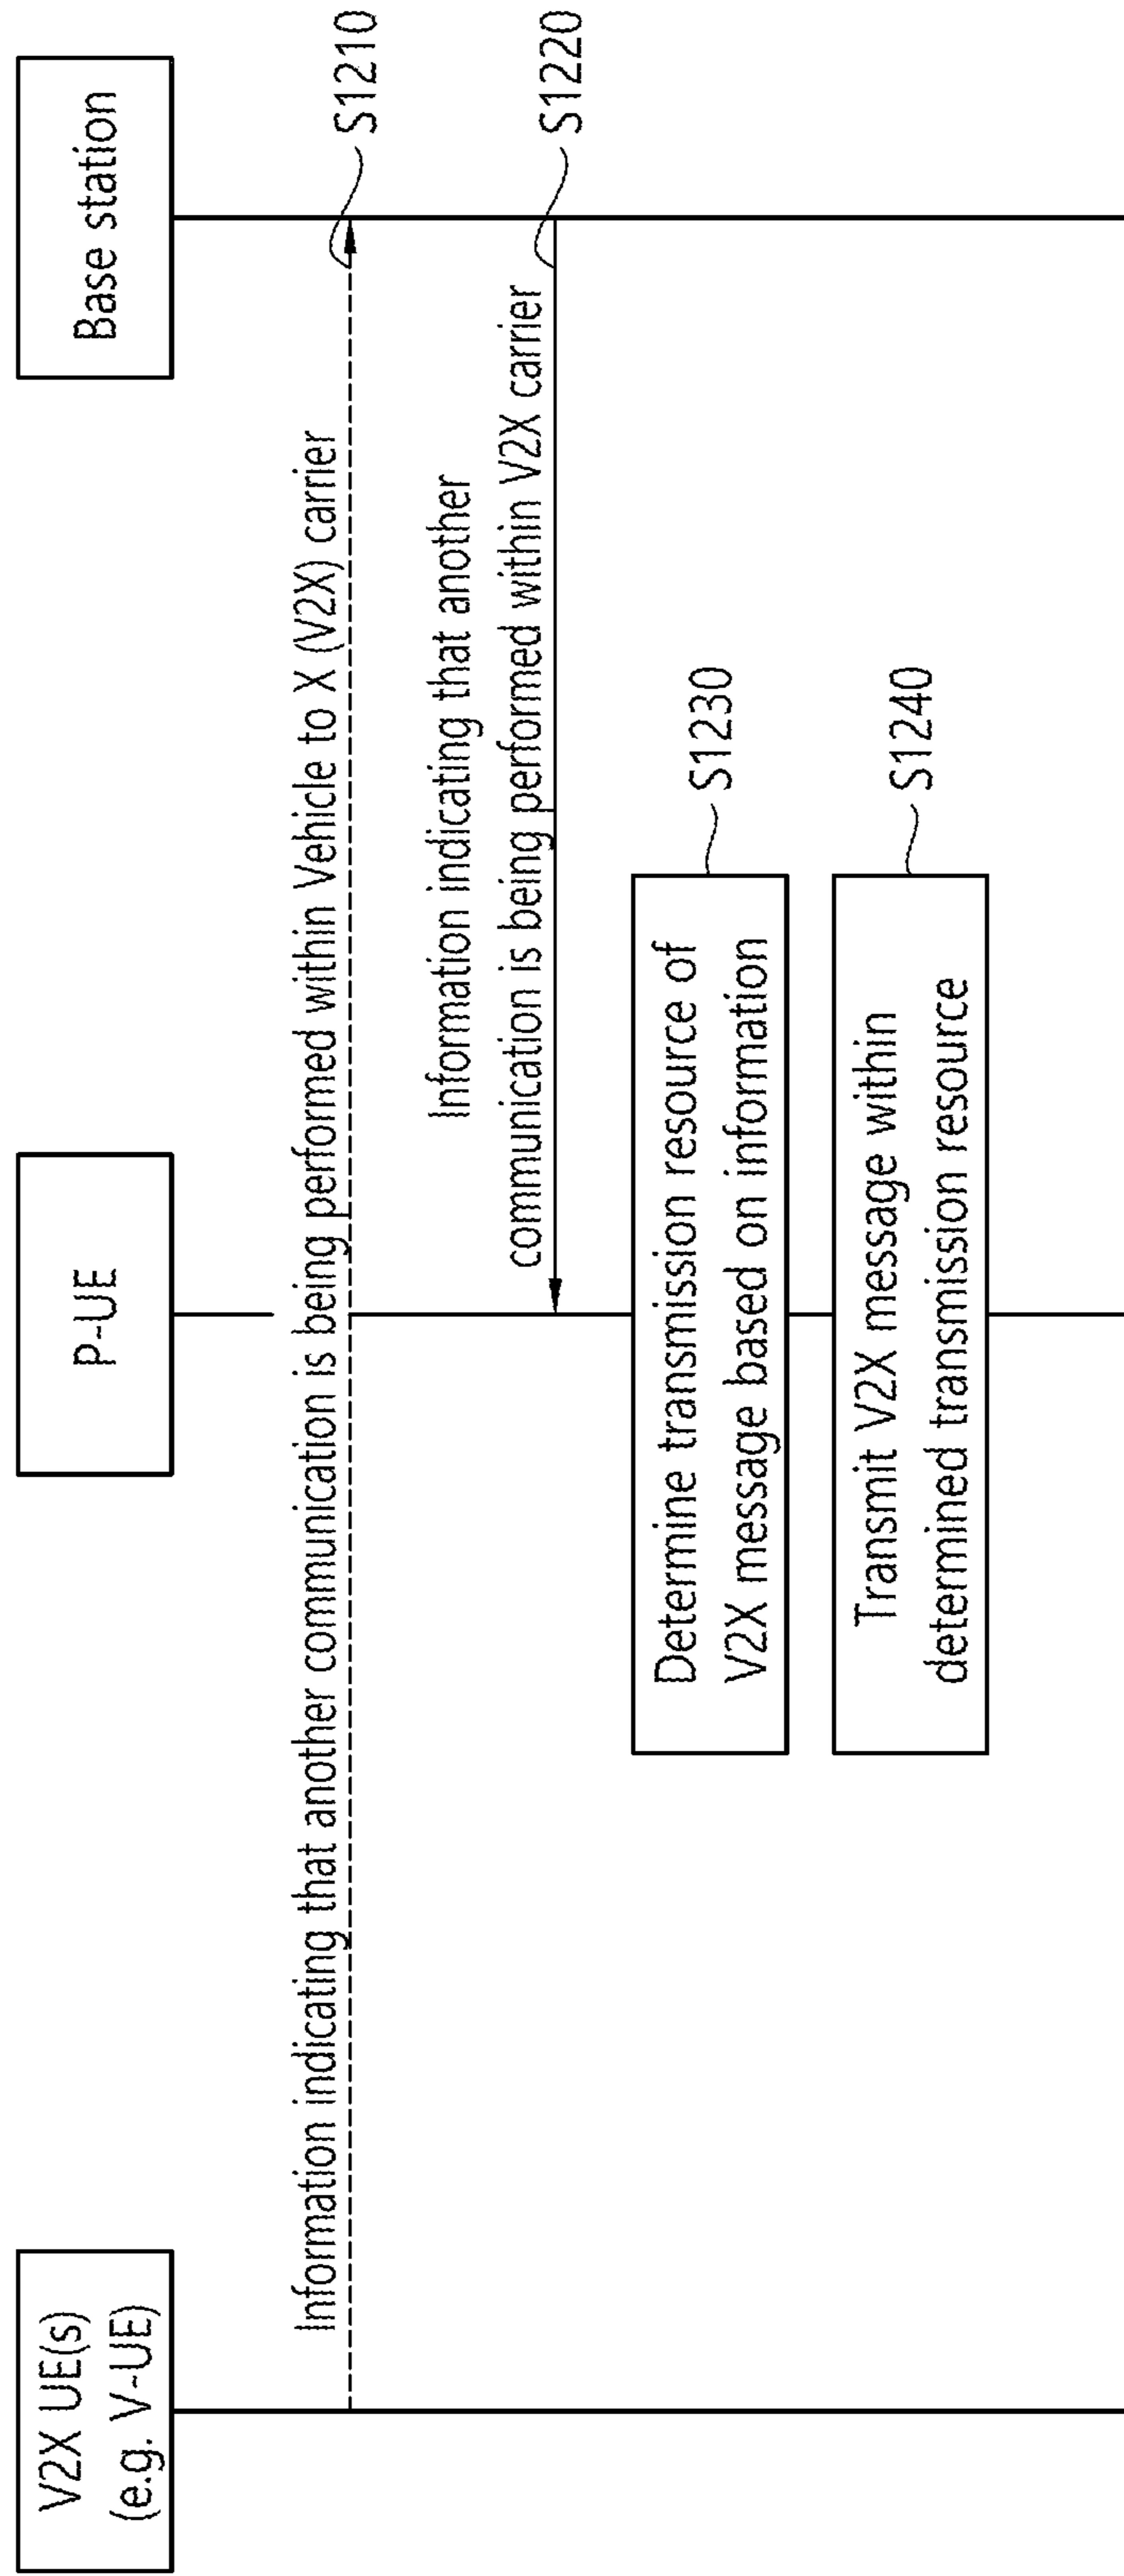 V2X UE(s)
(e.g. V-UE)
P-UE
Base station
Information indicating that another communication is being performed within Vehicle to X (V2X) carrier
S1210
Information indicating that another
communication is being performed within V2X carrier
S1220
Determine transmission resource of
V2X message based on information
S1230
Transmit V2X message within
determined transmission resource
S1240